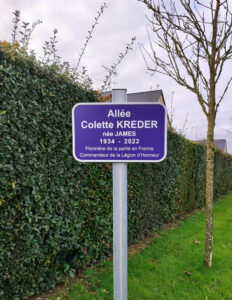 Allée
Colette KREDER
née JAMES
1934 - 2022
Pionnière de la parité en France
Commandeur de la Légion d'Honneur